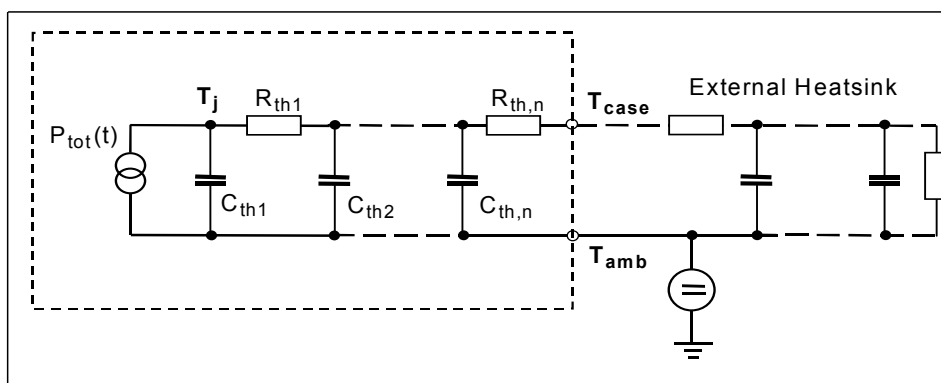 External Heatsink
T_j
R_th1
R_th,n
T_case
P_tot(t)
C_th1
C_th2
C_th,n
T_amb